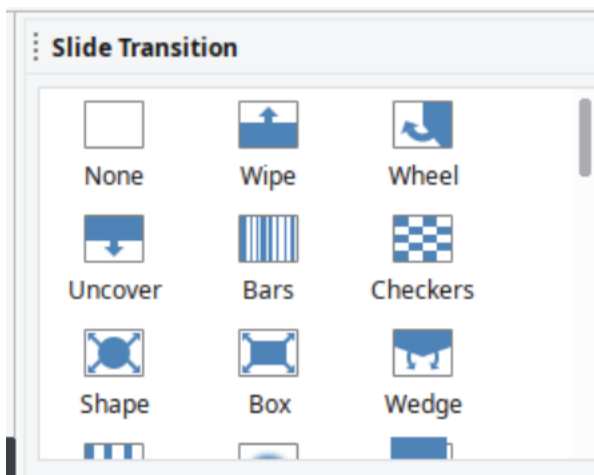 Slide Transition
None Wipe Wheel
Uncover Bars Checkers
Shape Box Wedge